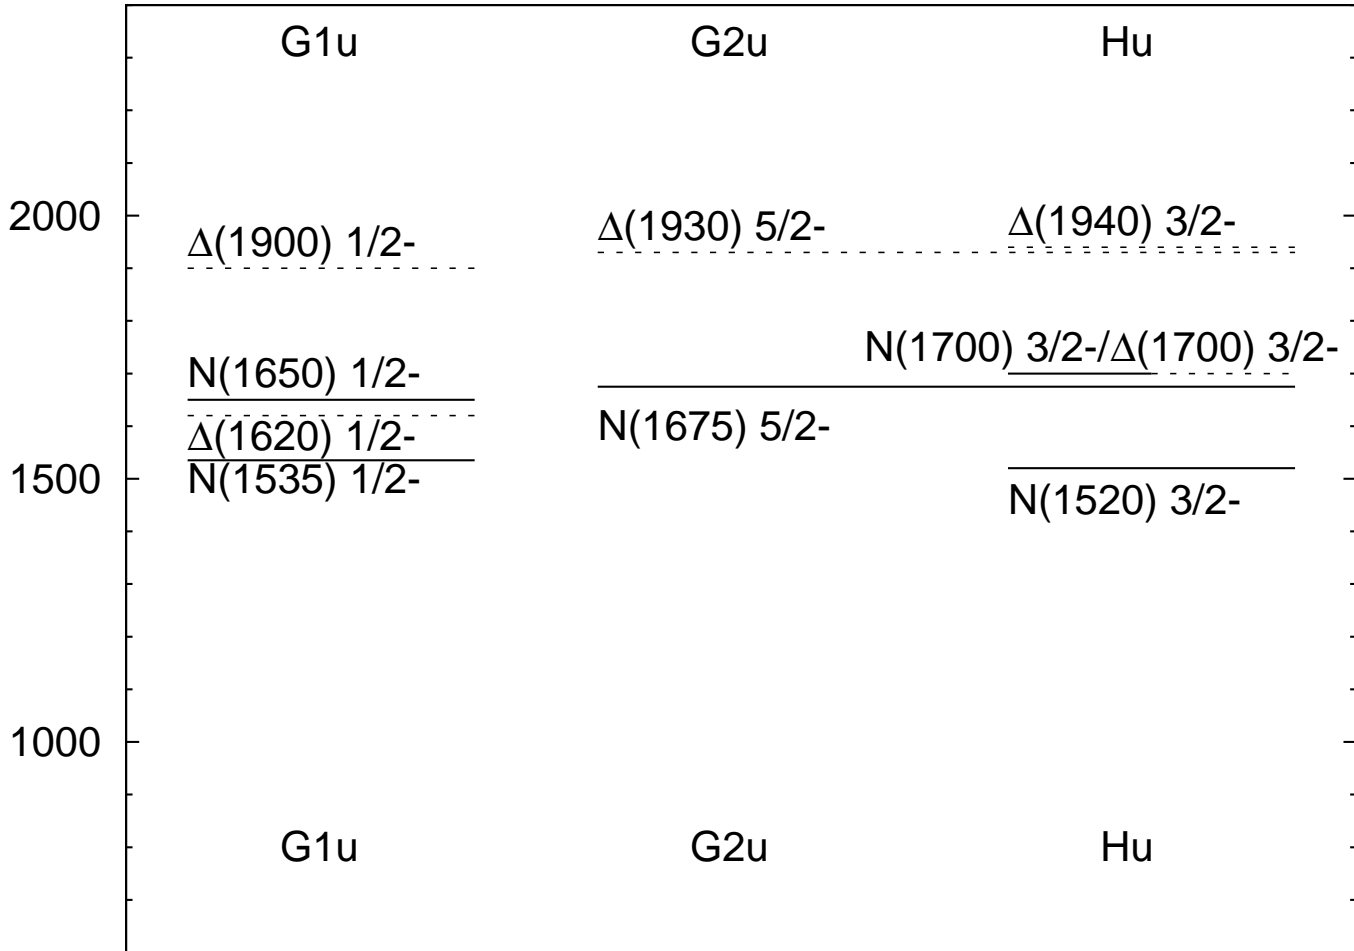 G1u G2u Hu
2000
Δ(1900) 1/2- Δ(1930) 5/2- Δ(1940) 3/2-
N(1700) 3/2-/Δ(1700) 3/2-
N(1650) 1/2-
Δ(1620) 1/2- N(1675) 5/2-
1500
N(1535) 1/2- N(1520) 3/2-
1000
G1u G2u Hu